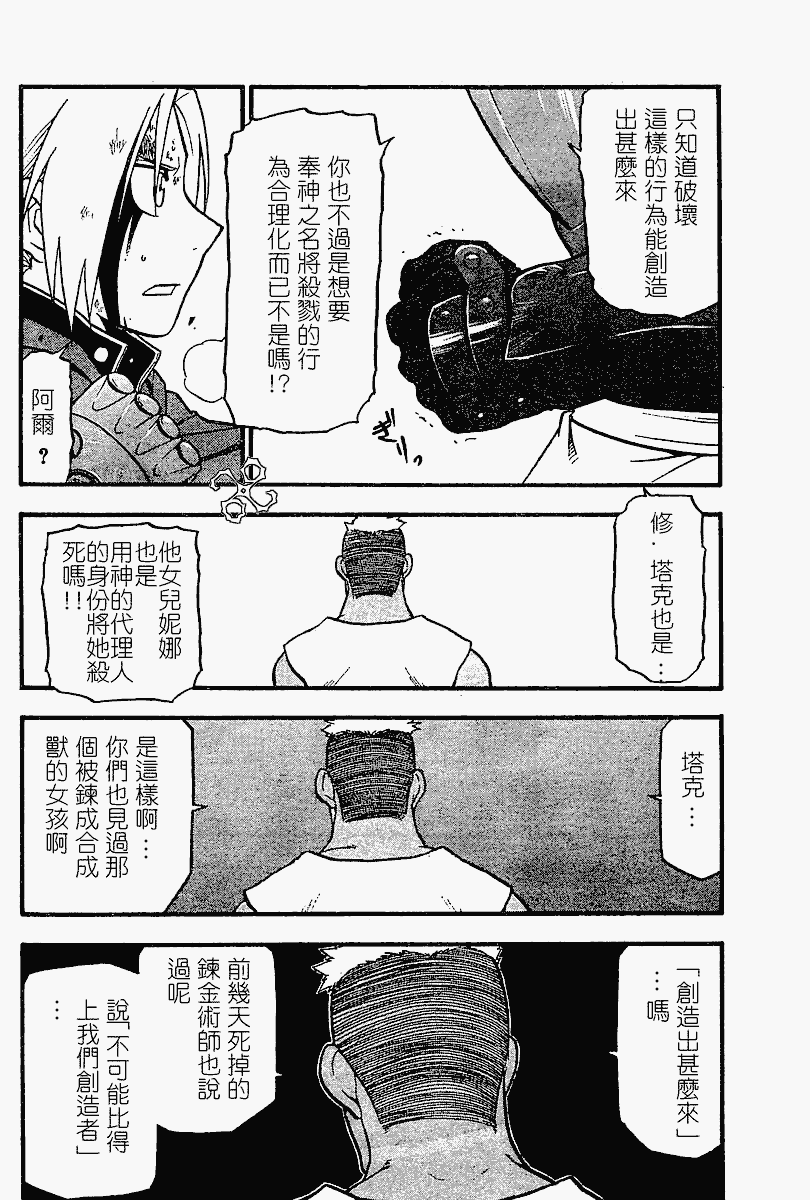 只知道破壞
這樣的行為能創造
出甚麼來
你也不過是想要
奉神之名將殺戮的行
為合理化而已不是嗎!?
ぎりっ
阿爾？
修．塔克也是…
他女兒妮娜
也是
用神的代理人
的身份將她殺
死嗎!!
塔克…
是這樣啊…
你們也見過那
個被鍊成合成
獸的女孩啊
「創造出甚麼來」
…嗎
前幾天死掉的
鍊金術師也說
過呢
說「不可能比得
上我們創造者」
…